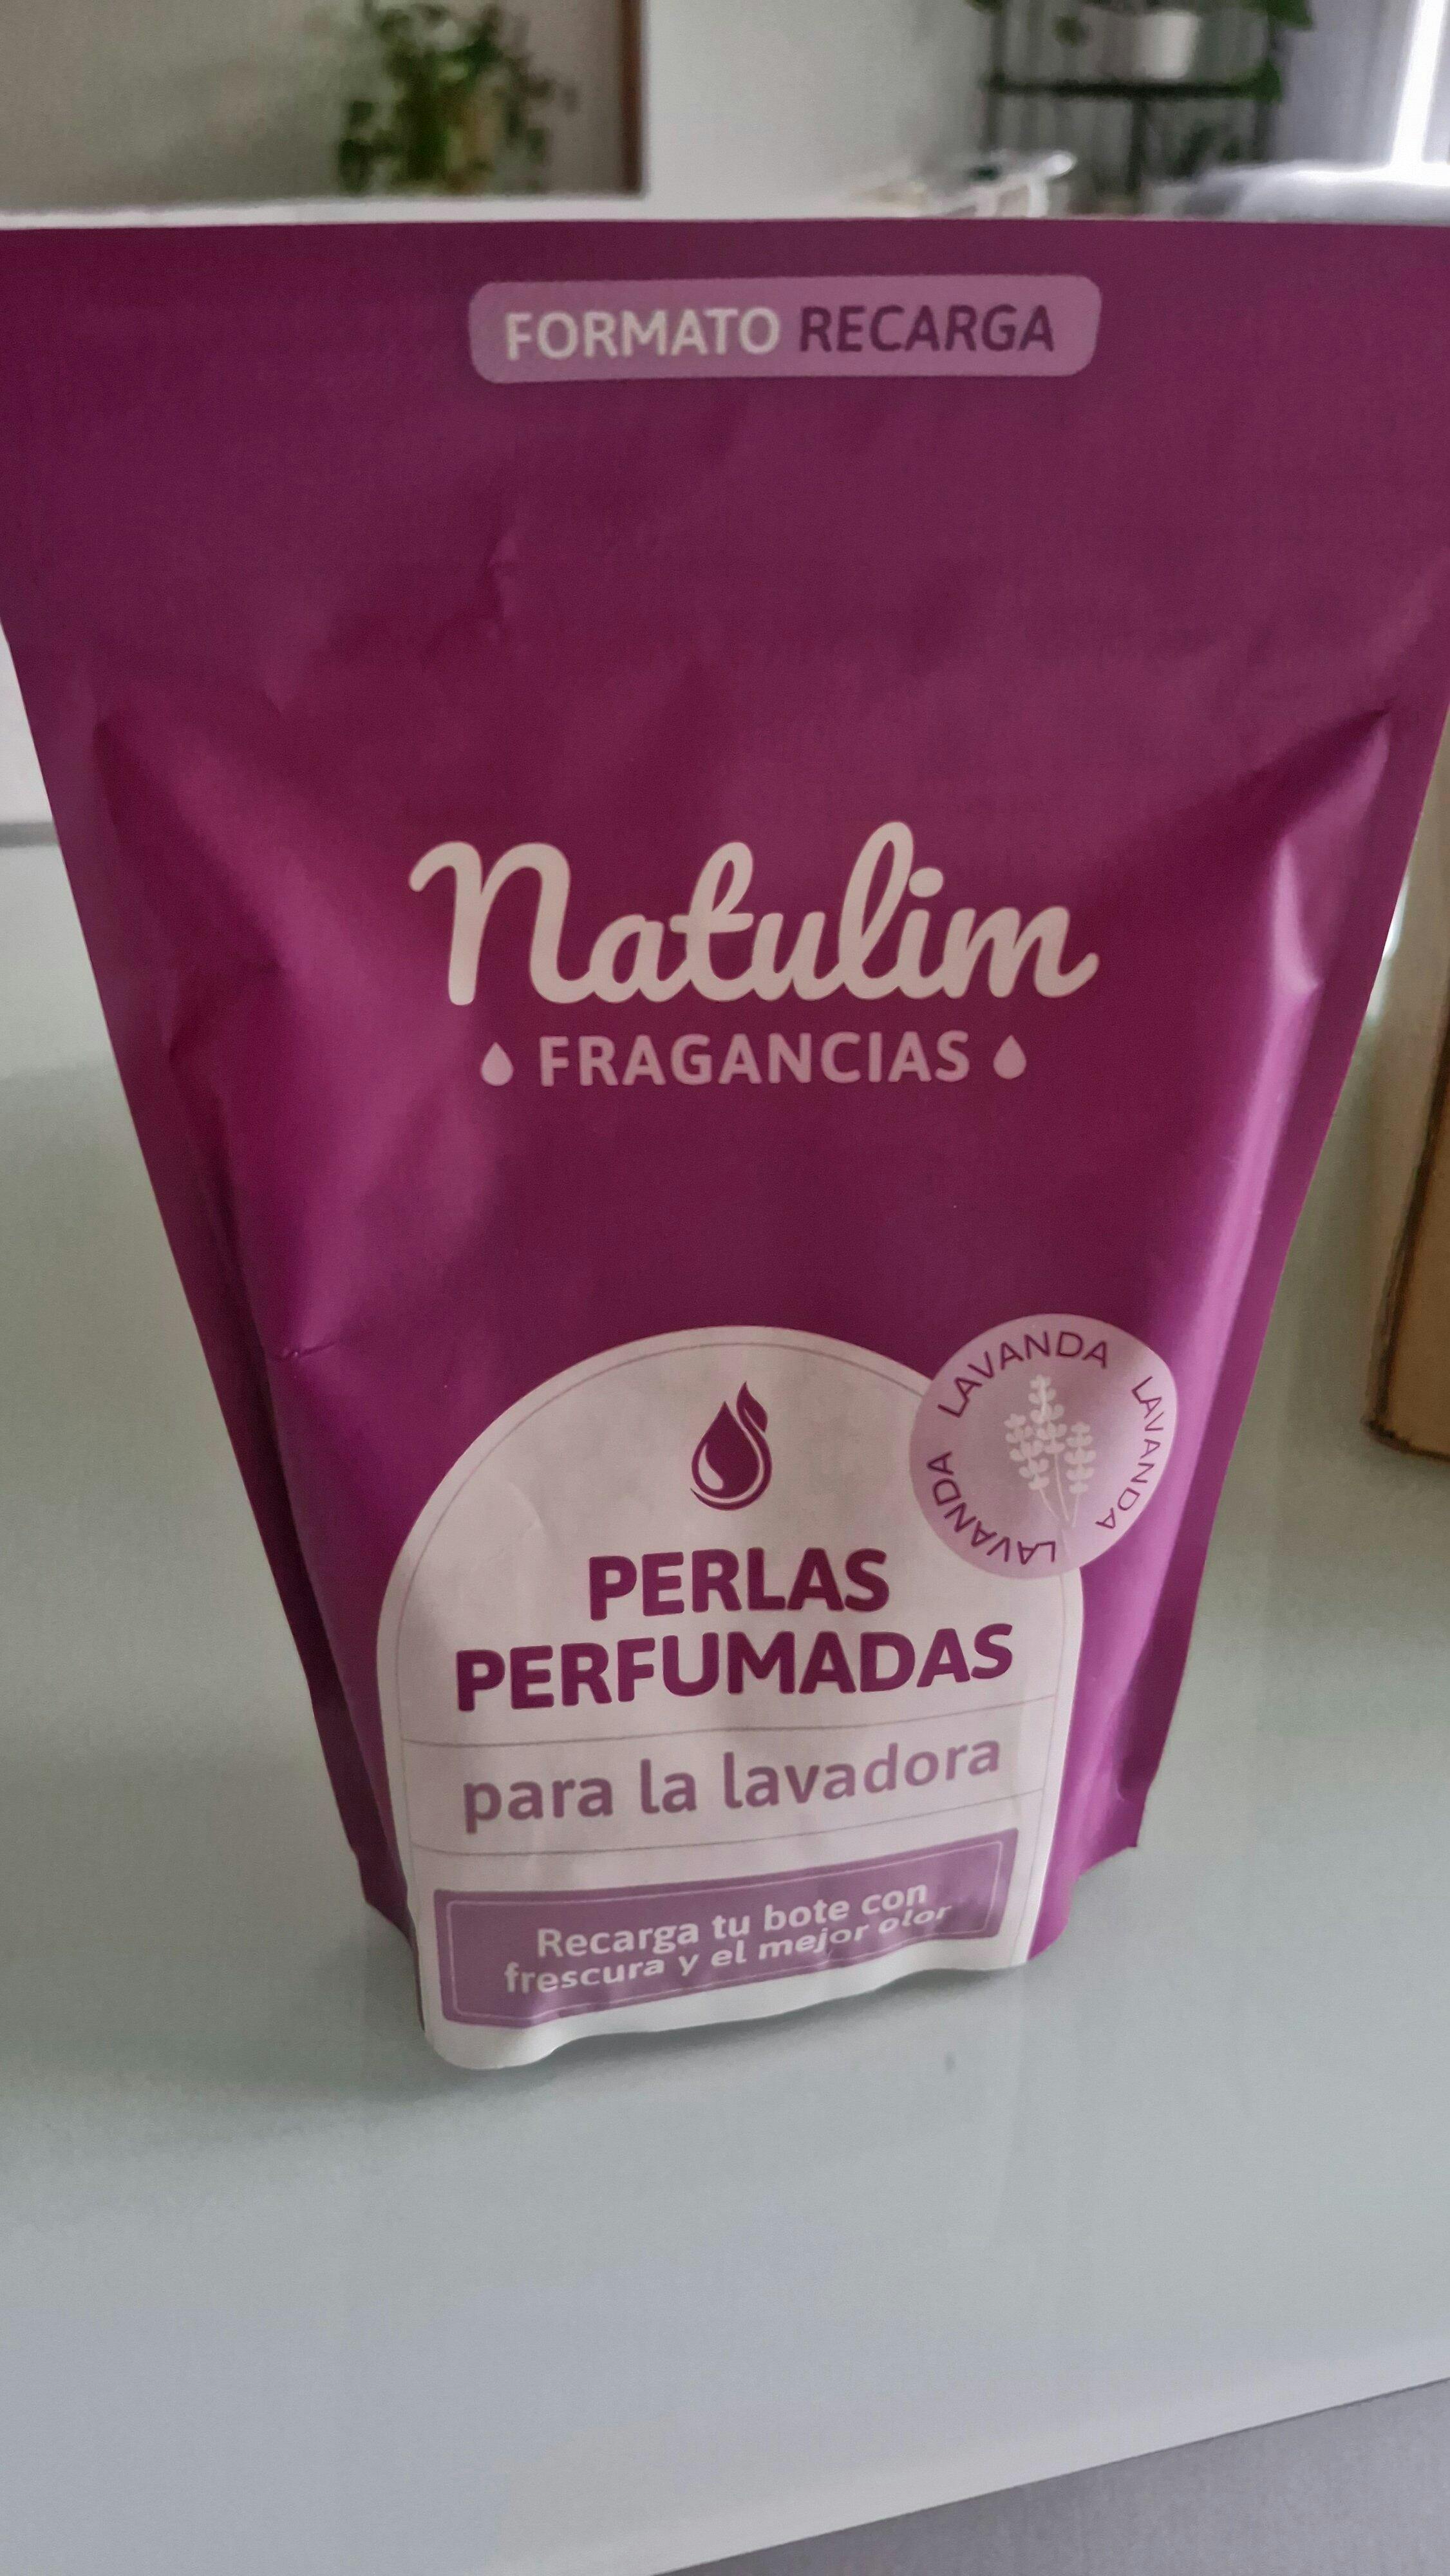 FORMATO RECARGA
Natulim
FRAGANCIAS
LAVANDA LAVANDA LAVANDA LAVANDA
PERLAS
PERFUMADAS
para la lavadora
Recarga tu bote con
frescura y el mejor olor